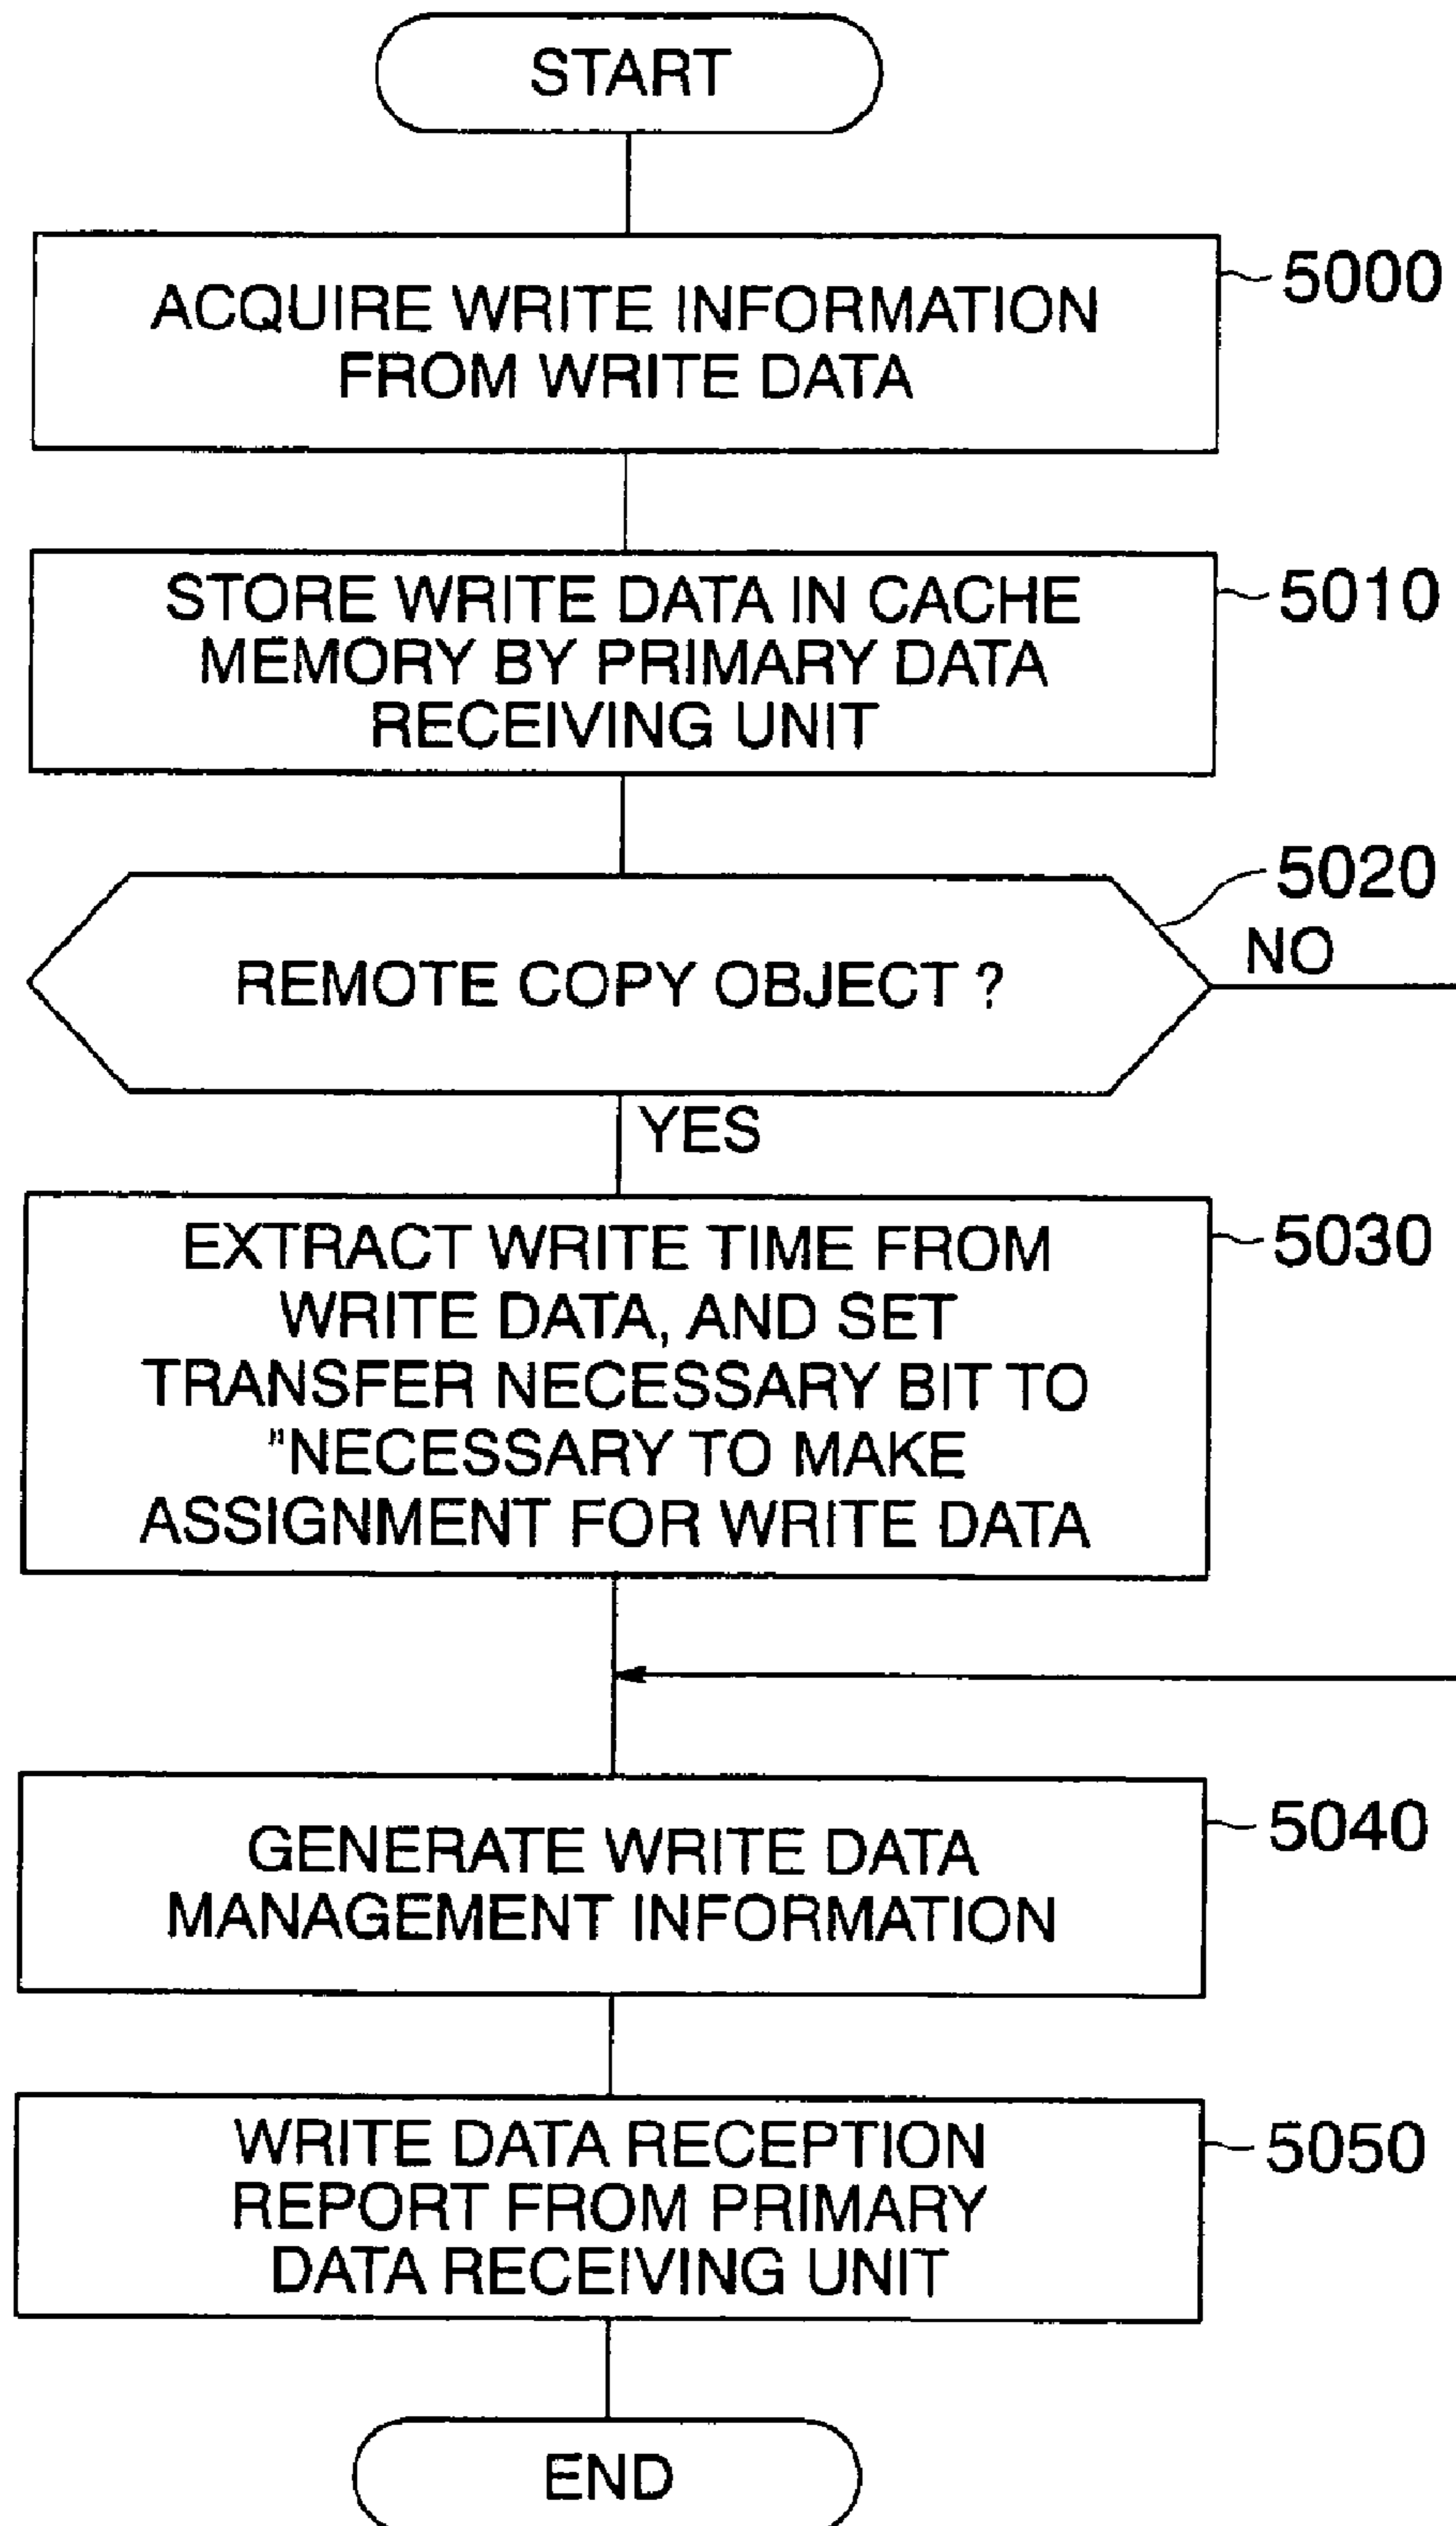 START
ACQUIRE WRITE INFORMATION
FROM WRITE DATA
5000
STORE WRITE DATA IN CACHE
MEMORY BY PRIMARY DATA
RECEIVING UNIT
5010
REMOTE COPY OBJECT ?
5020
NO
YES
EXTRACT WRITE TIME FROM
WRITE DATA, AND SET
TRANSFER NECESSARY BIT TO
"NECESSARY TO MAKE
ASSIGNMENT FOR WRITE DATA
5030
GENERATE WRITE DATA
MANAGEMENT INFORMATION
5040
WRITE DATA RECEPTION
REPORT FROM PRIMARY
DATA RECEIVING UNIT
5050
END